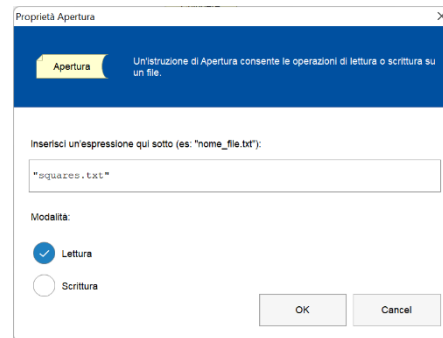 Proprietà Apertura
Apertura
Un'istruzione di Apertura consente le operazioni di lettura o scrittura su
un file.
Inserisci un'espressione qui sotto (es: "nome_file.txt"):
"squares.txt"
Modalità:
Lettura
Scrittura
OK
Cancel